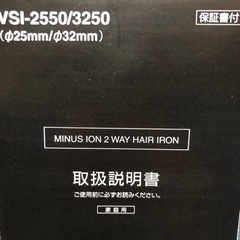 VSI-2550/3250
(φ25mm/φ32mm)
保証書付
MINUS ION 2 WAY HAIR IRON
取扱説明書
ご使用前に必ずお読みください。
家庭用